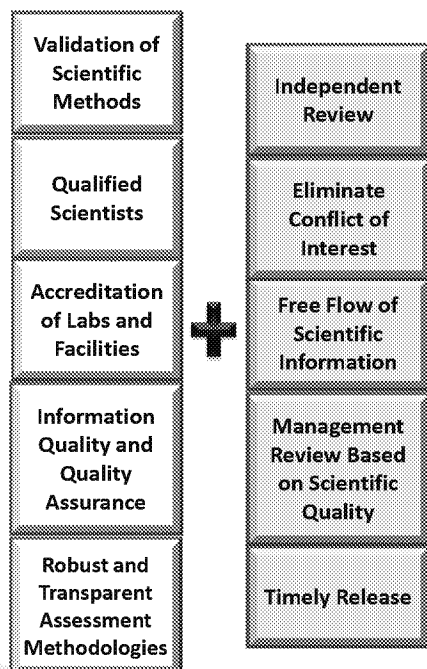 Validation of
Scientific
Methods
Qualified
Scientists
Accreditation
of Labs and
Facilities
Information
Quality and
Quality
Assurance
Robust and
Transparent
Assessment
Methodologies
+
Independent
Review
Eliminate
Conflict of
Interest
Free Flow of
Scientific
Information
Management
Review Based
on Scientific
Quality
Timely Release